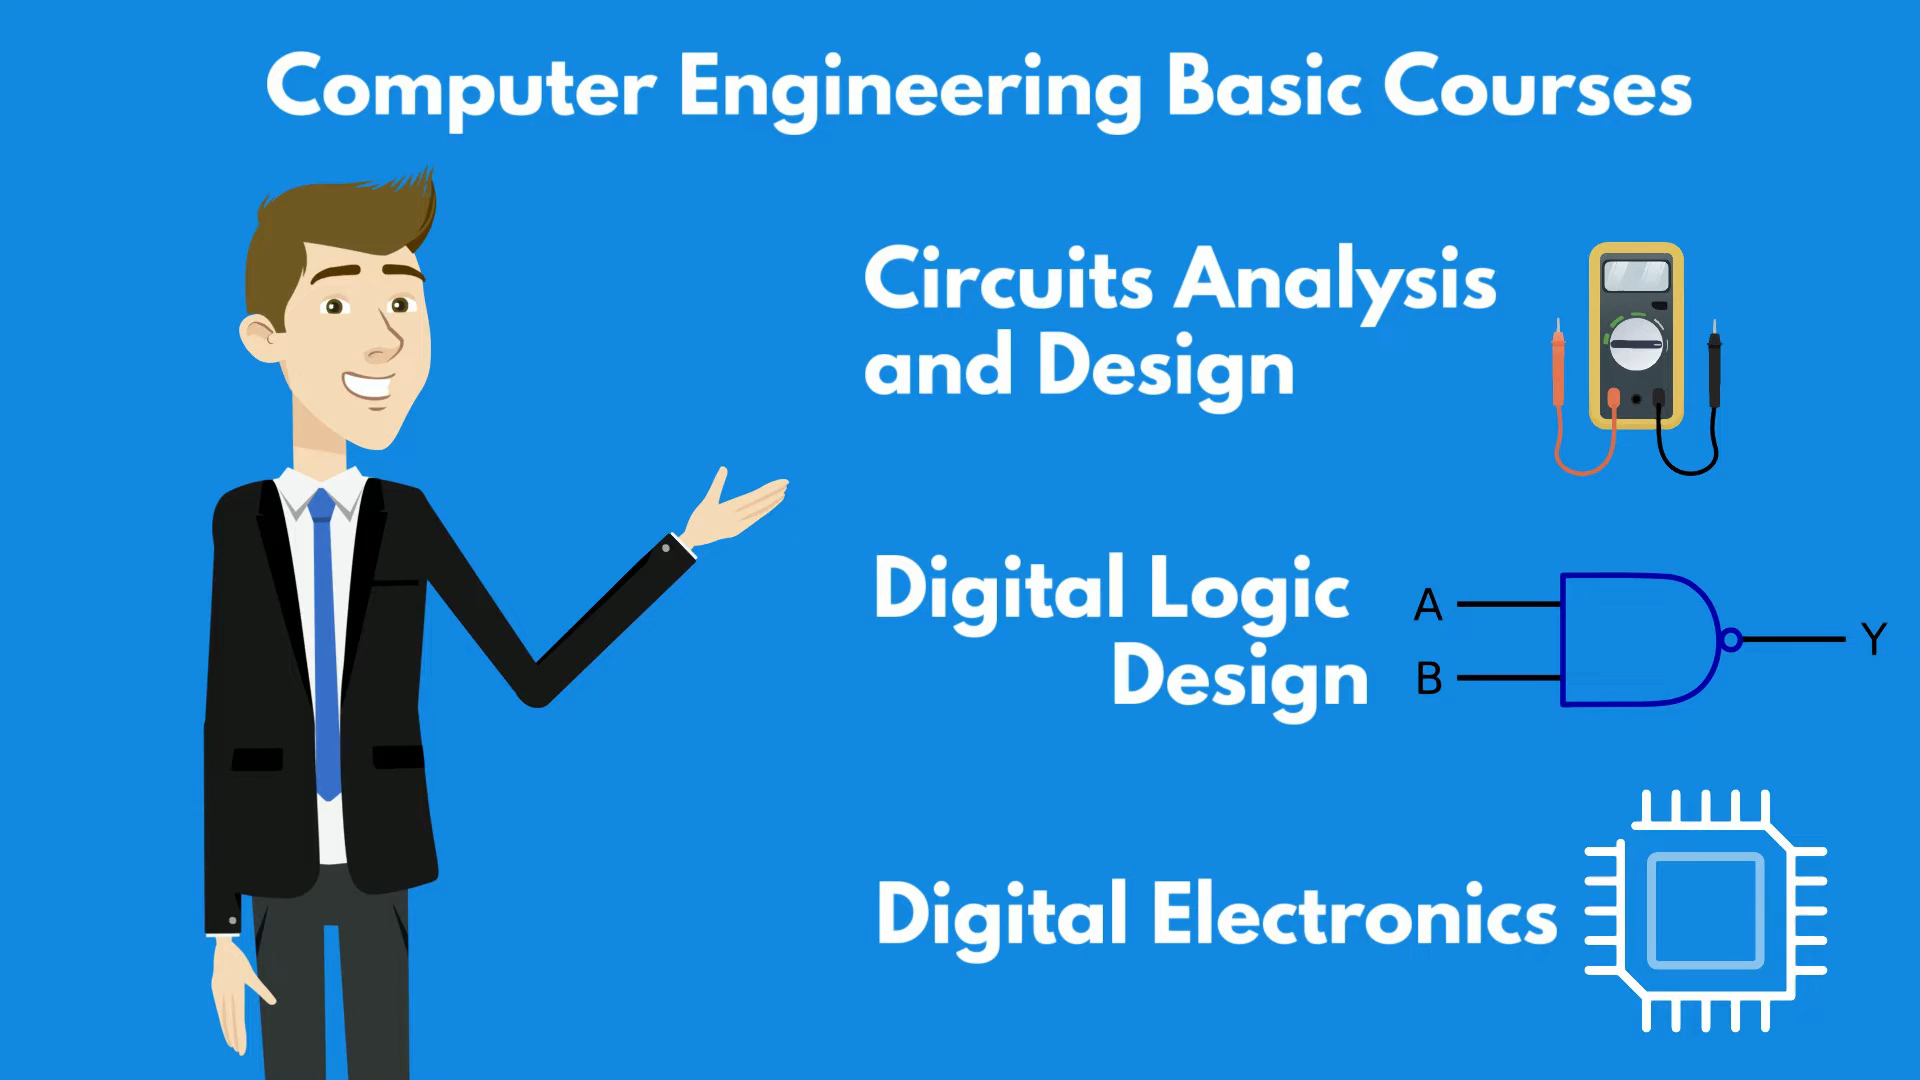 Computer Engineering Basic Courses
Circuits Analysis
and Design
Digital Logic
Design
A
B
Y
Digital Electronics